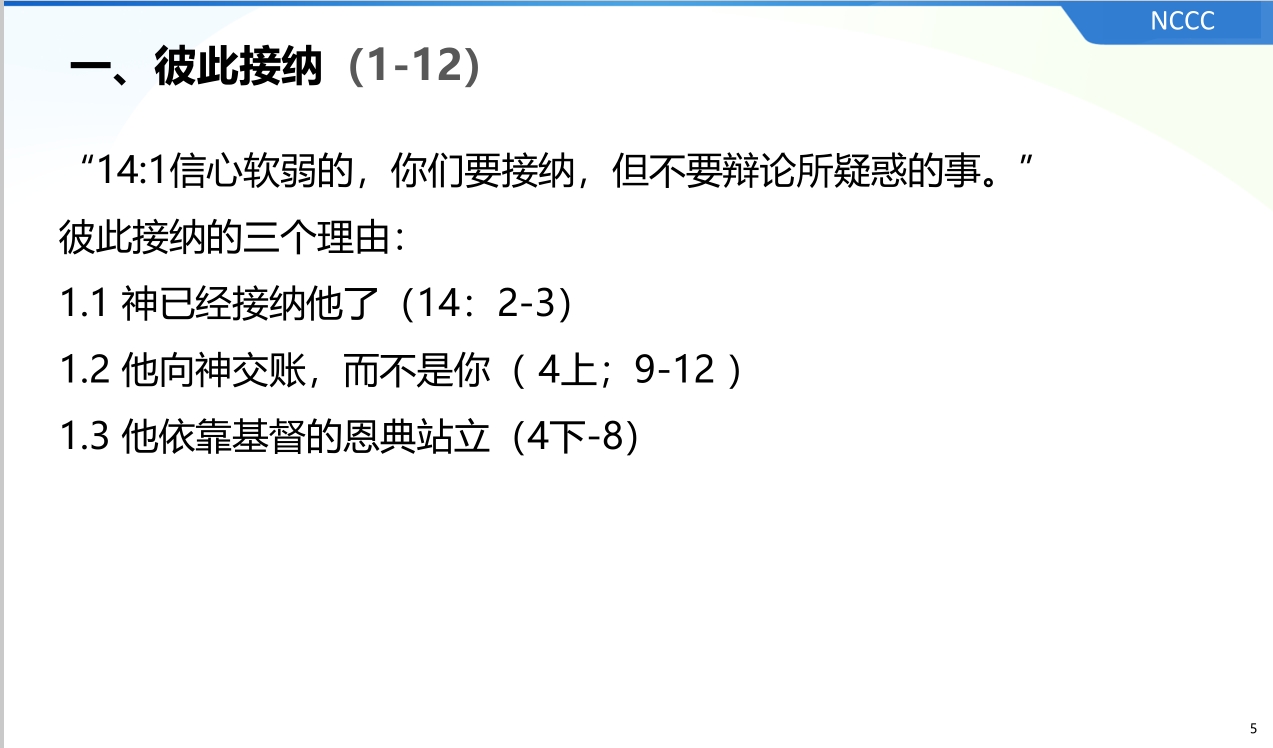 NCCC
一、彼此接纳（1-12）
“14:1信心软弱的，你们要接纳，但不要辩论所疑惑的事。”
彼此接纳的三个理由：
1.1 神已经接纳他了（14：2-3）
1.2 他向神交账，而不是你（ 4上；9-12 ）
1.3 他依靠基督的恩典站立（4下-8）
5